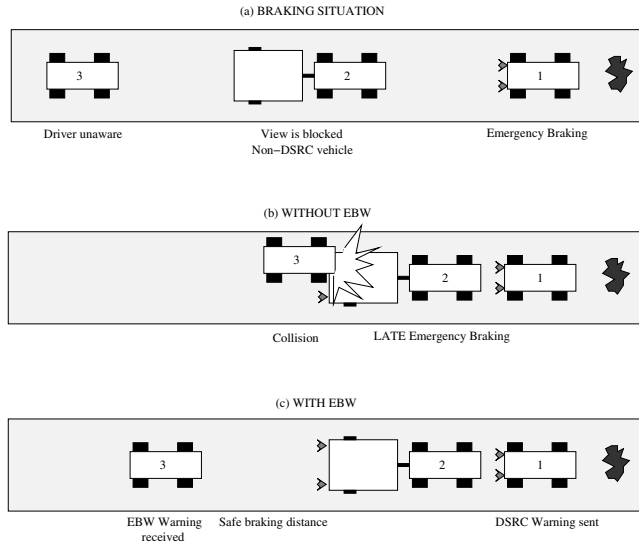 (a) BRAKING SITUATION
3
2
1
Driver unaware
View is blocked
Non−DSRC vehicle
Emergency Braking
(b) WITHOUT EBW
3
2
1
Collision
LATE Emergency Braking
(c) WITH EBW
3
2
1
EBW Warning
received
Safe braking distance
DSRC Warning sent